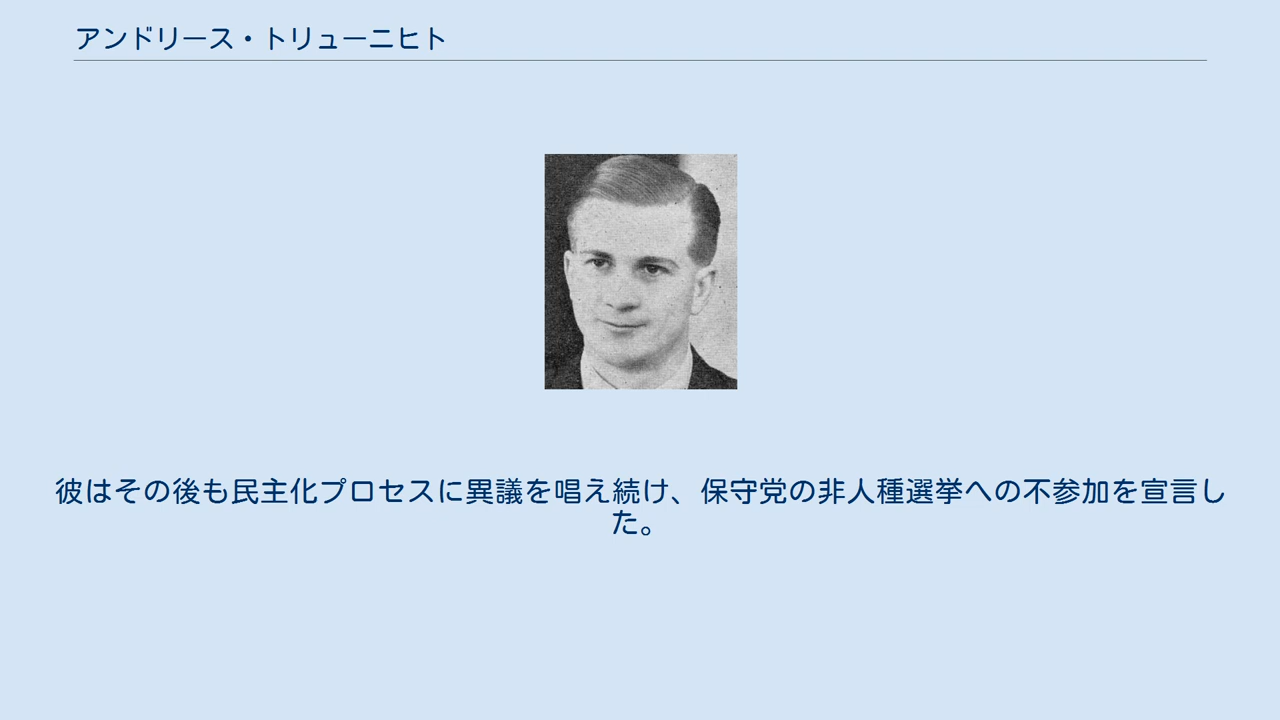 アンドリース・トリューニヒト
彼はその後も民主化プロセスに異議を唱え続け、保守党の非人種選挙への不参加を宣言し
た。